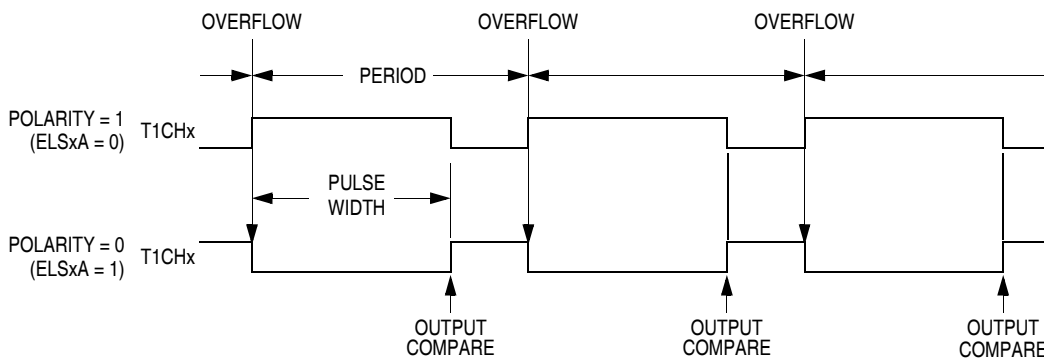 OVERFLOW
OVERFLOW
OVERFLOW
PERIOD
POLARITY = 1
(ELSxA = 0)
T1CHx
PULSE
WIDTH
POLARITY = 0
(ELSxA = 1)
T1CHx
OUTPUT
COMPARE
OUTPUT
COMPARE
OUTPUT
COMPARE